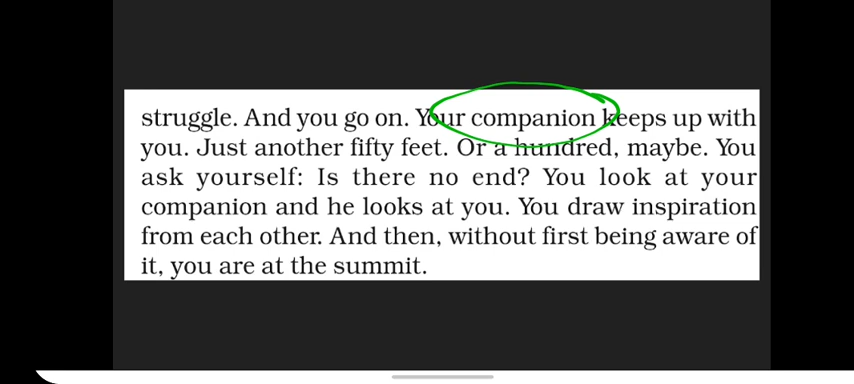 struggle. And you go on. Your companion keeps up with
you. Just another fifty feet. Or a hundred, maybe. You
ask yourself: Is there no end? You look at your
companion and he looks at you. You draw inspiration
from each other. And then, without first being aware of
it, you are at the summit.